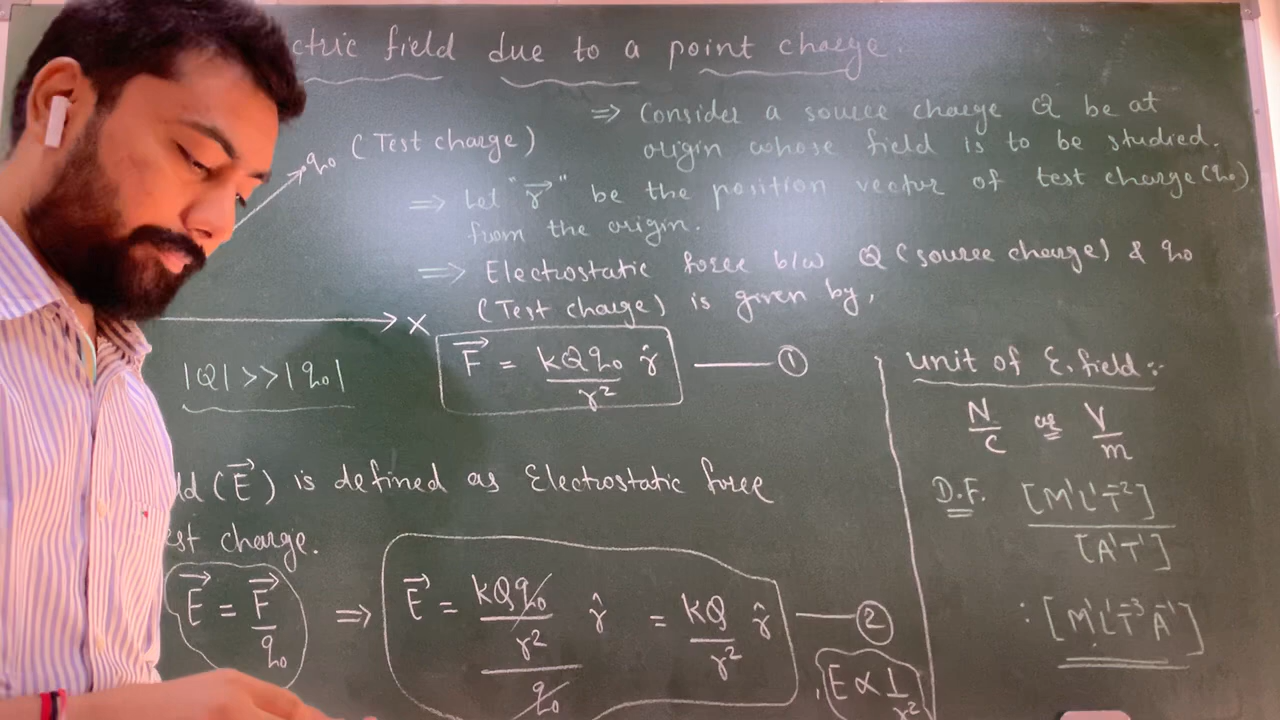 ctric field due to a point charge.
q₀ (Test charge)
⇒ Consider a source charge Q be at
origin whose field is to be studied.
⇒ Let "r⃗" be the position vector of test charge (q₀)
from the origin.
⇒ Electrostatic force b/w Q (source charge) & q₀
(Test charge) is given by,
X
|Q| >> |q₀|
F⃗ = kQq₀/r² r̂ —— ①
ld (E⃗) is defined as Electrostatic force
est charge.
E⃗ = F⃗/q₀ ⇒ E⃗ = (kQq₀/r² r̂)/q₀ = kQ/r² r̂ —— ②
E ∝ 1/r²
unit of E. field :-
N/C or V/m
D.F. [M¹L¹T⁻²]/[A¹T¹]
: [M¹L¹T⁻³A⁻¹]